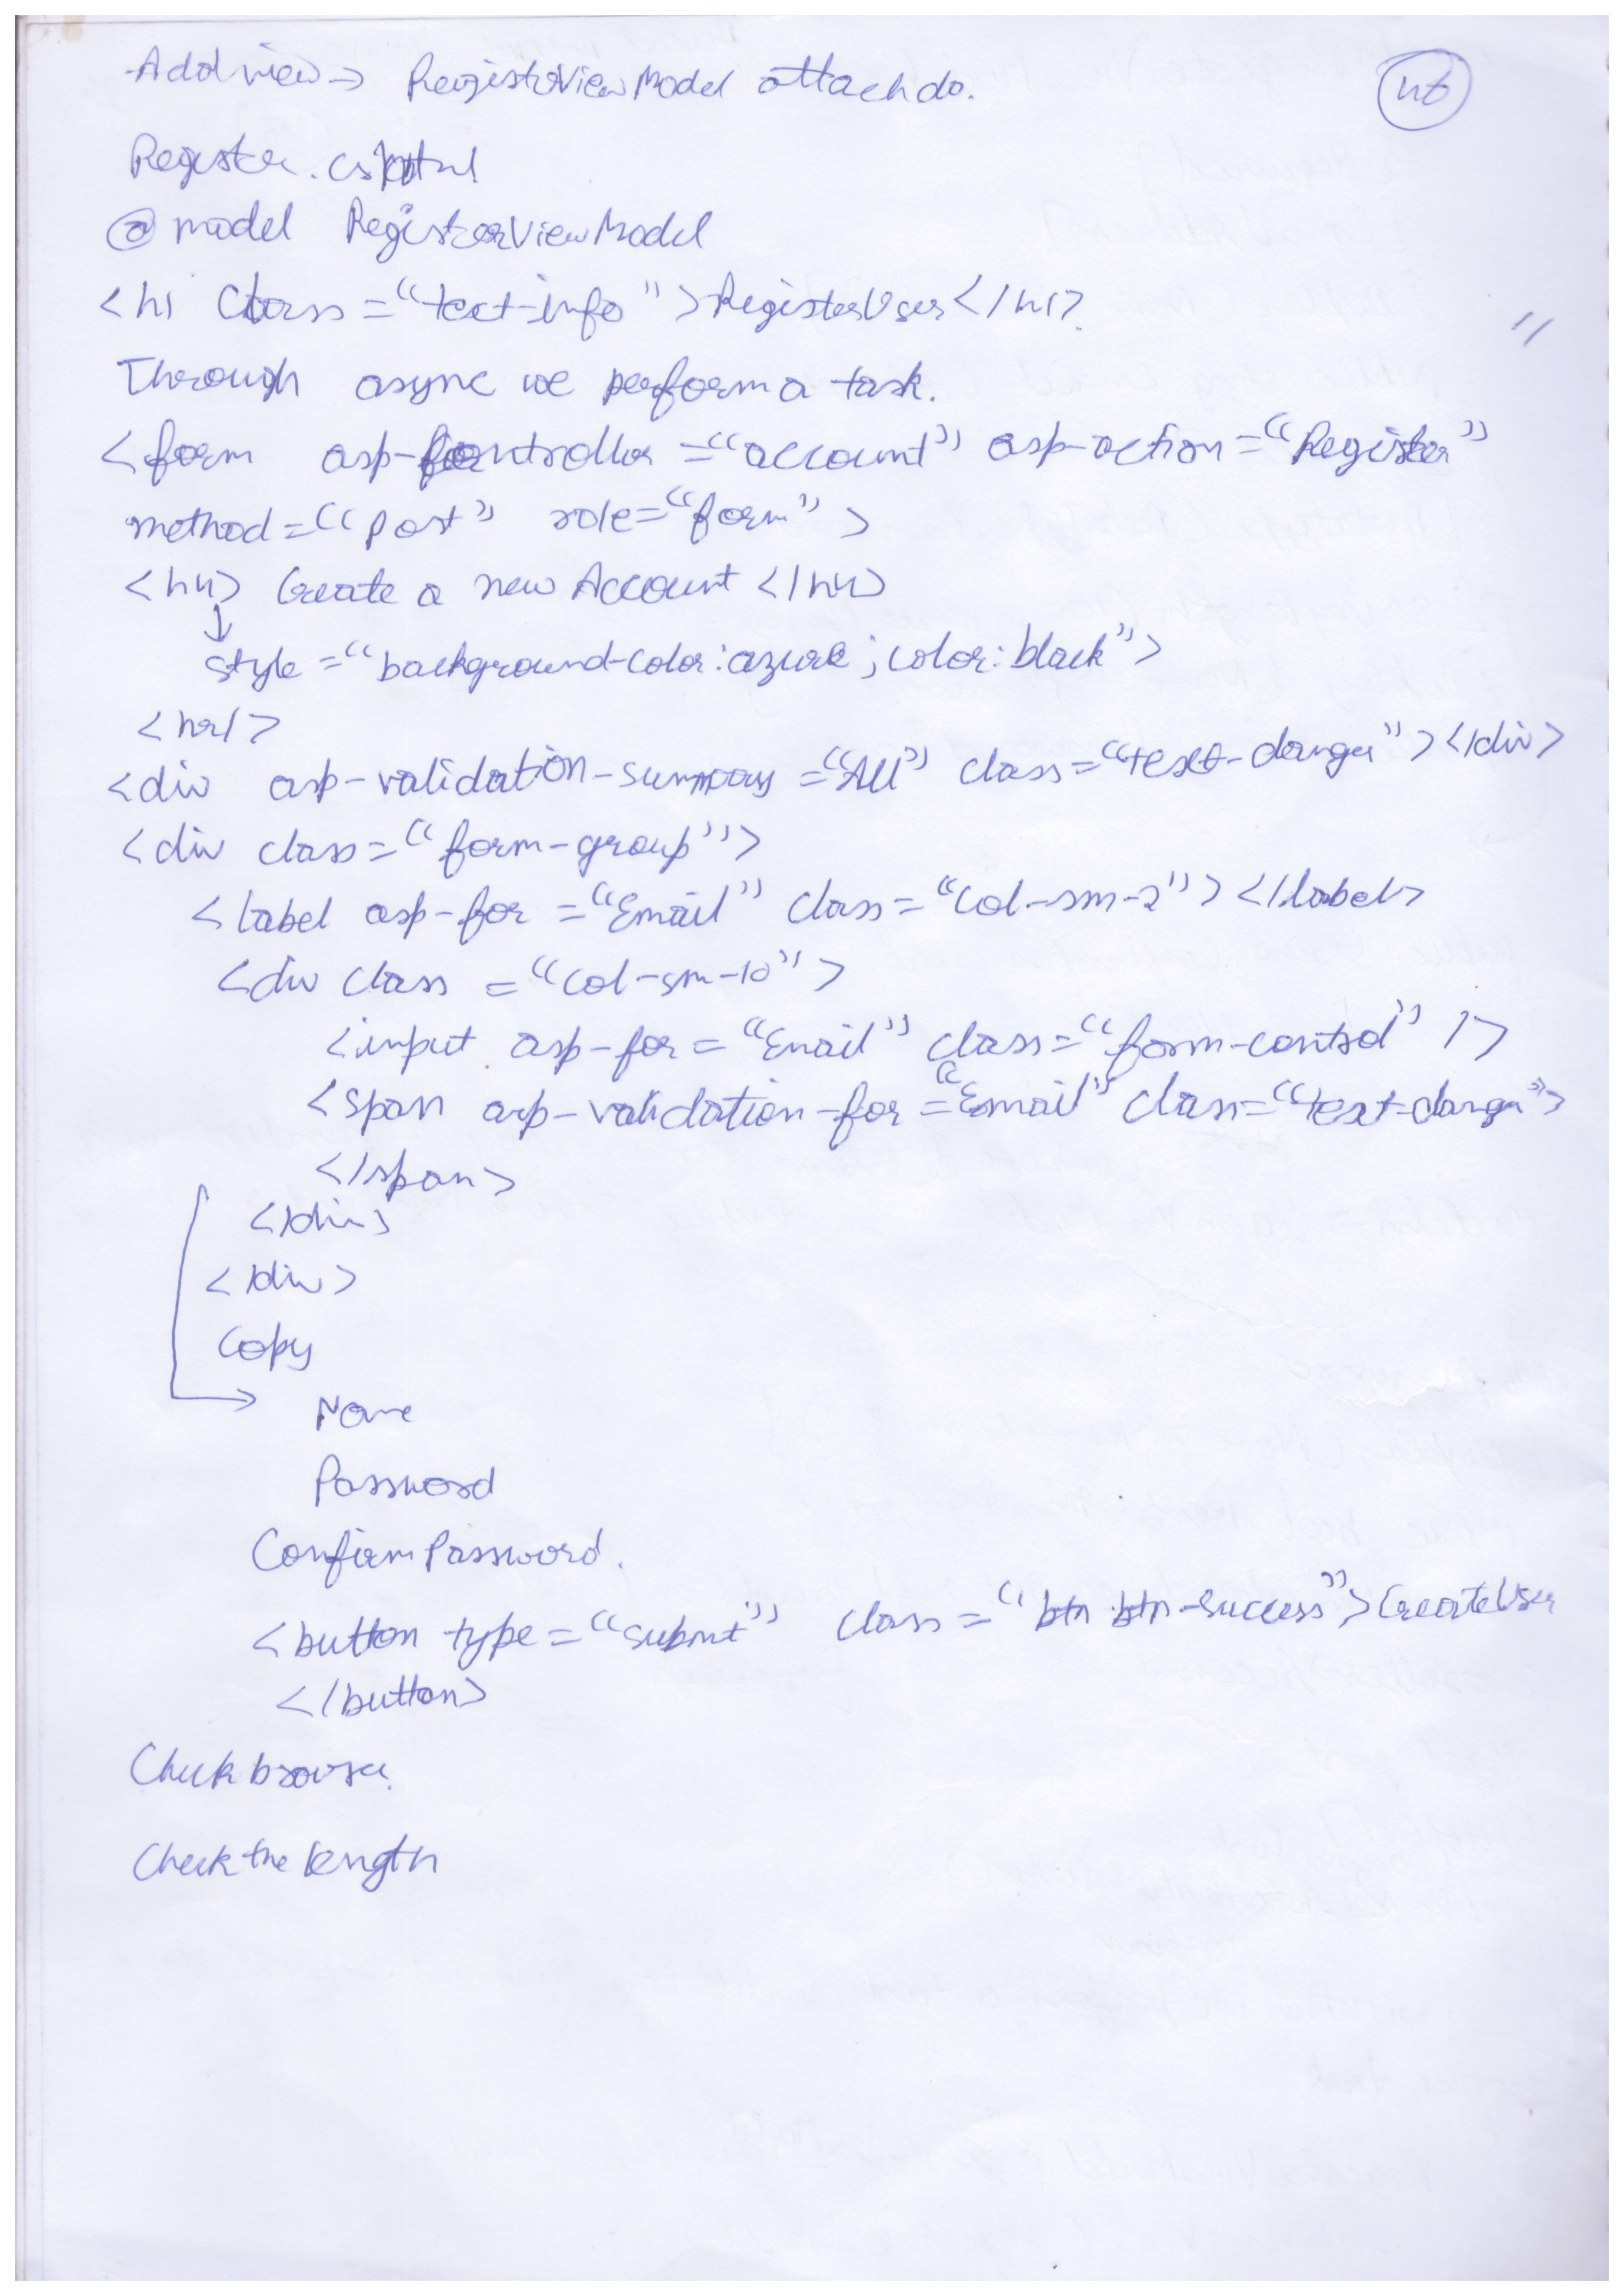 Add view → RegisterViewModel attach do.
46
Register.cshtml
@model RegisterViewModel
<h1 class="text-info">RegisterUser</h1>
Through async we perform a task.
<form asp-controller="account" asp-action="Register"
method="post" role="form">
<h4> Create a new Account </h4>
↓
style="background-color:azure;color:black">
<hr/>
<div asp-validation-summary="All" class="text-danger"></div>
<div class="form-group">
<label asp-for="Email" class="col-sm-2"></label>
<div class="col-sm-10">
<input asp-for="Email" class="form-control" />
<span asp-validation-for="Email" class="text-danger">
</span>
</div>
</div>
Copy
Name
Password
ConfirmPassword.
<button type="submit" class="btn btn-success">CreateUser
</button>
Check browser.
Check the length